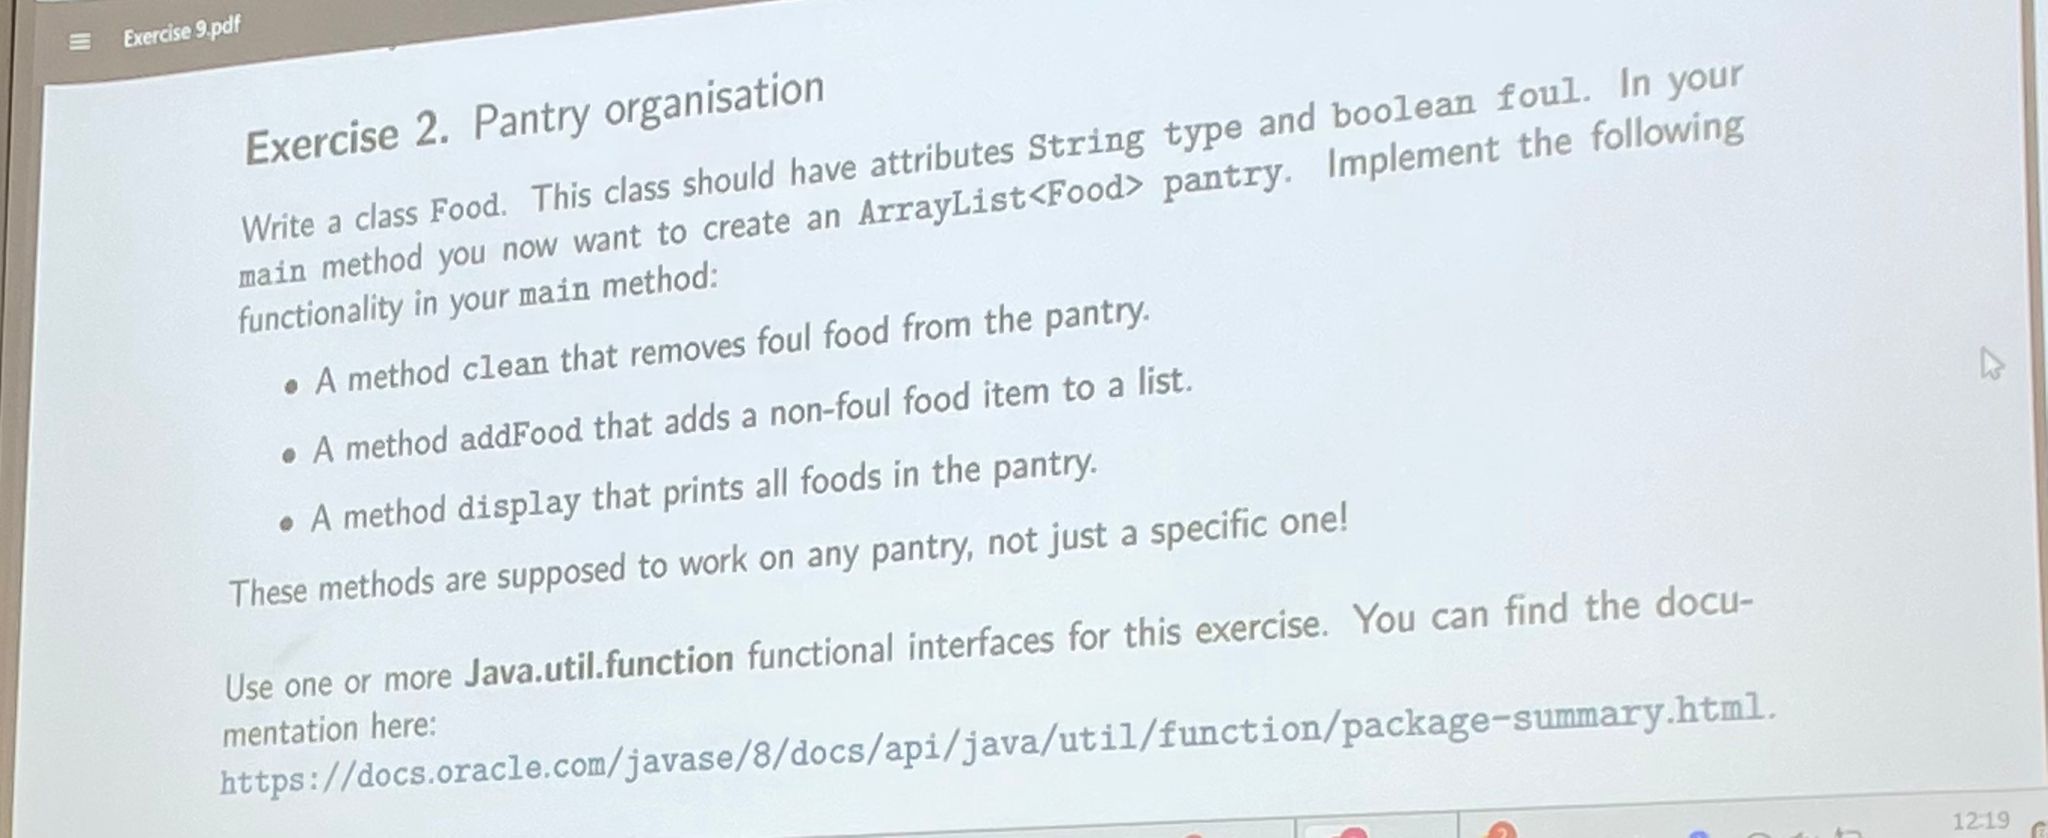 Exercise 9.pdf
Exercise 2. Pantry organisation
Write a class Food. This class should have attributes String type and boolean foul. In your
main method you now want to create an ArrayList<Food> pantry. Implement the following
functionality in your main method:
• A method clean that removes foul food from the pantry.
• A method addFood that adds a non-foul food item to a list.
• A method display that prints all foods in the pantry.
These methods are supposed to work on any pantry, not just a specific one!
Use one or more Java.util.function functional interfaces for this exercise. You can find the docu-
mentation here:
https://docs.oracle.com/javase/8/docs/api/java/util/function/package-summary.html.
12:19